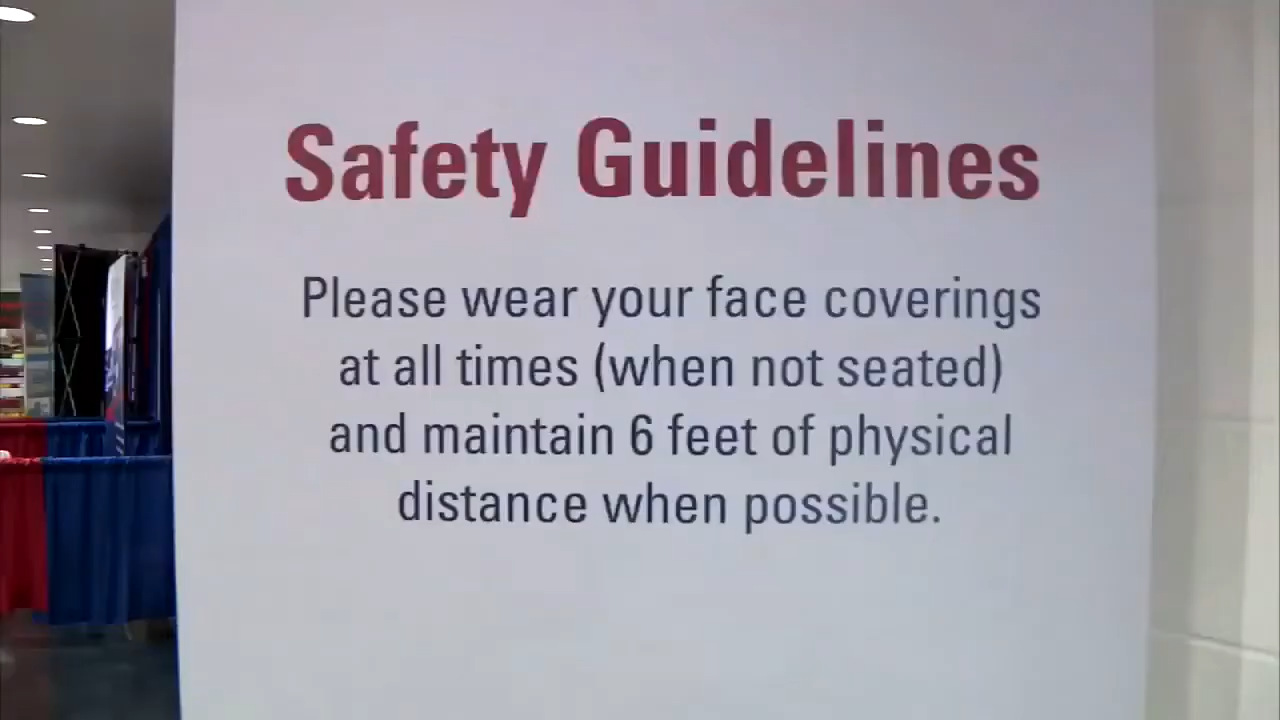 Safety Guidelines
Please wear your face coverings
at all times (when not seated)
and maintain 6 feet of physical
distance when possible.